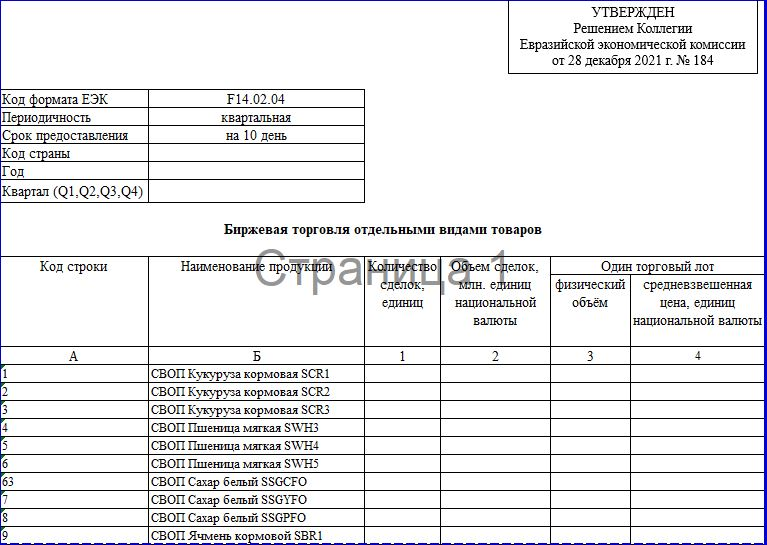 УТВЕРЖДЕН
Решением Коллегии
Евразийской экономической комиссии
от 28 декабря 2021 г. № 184
Код формата ЕЭК F14.02.04
Периодичность квартальная
Срок предоставления на 10 день
Код страны
Год
Квартал (Q1,Q2,Q3,Q4)
Биржевая торговля отдельными видами товаров
Страница 1
Код строки Наименование продукции Количество сделок, единиц Объем сделок, млн. единиц национальной валюты Один торговый лот
физический объём средневзвешенная цена, единиц национальной валюты
А Б 1 2 3 4
1 СВОП Кукуруза кормовая SCR1
2 СВОП Кукуруза кормовая SCR2
3 СВОП Кукуруза кормовая SCR3
4 СВОП Пшеница мягкая SWH3
5 СВОП Пшеница мягкая SWH4
6 СВОП Пшеница мягкая SWH5
63 СВОП Сахар белый SSGCFO
7 СВОП Сахар белый SSGYFO
8 СВОП Сахар белый SSGPFO
9 СВОП Ячмень кормовой SBR1